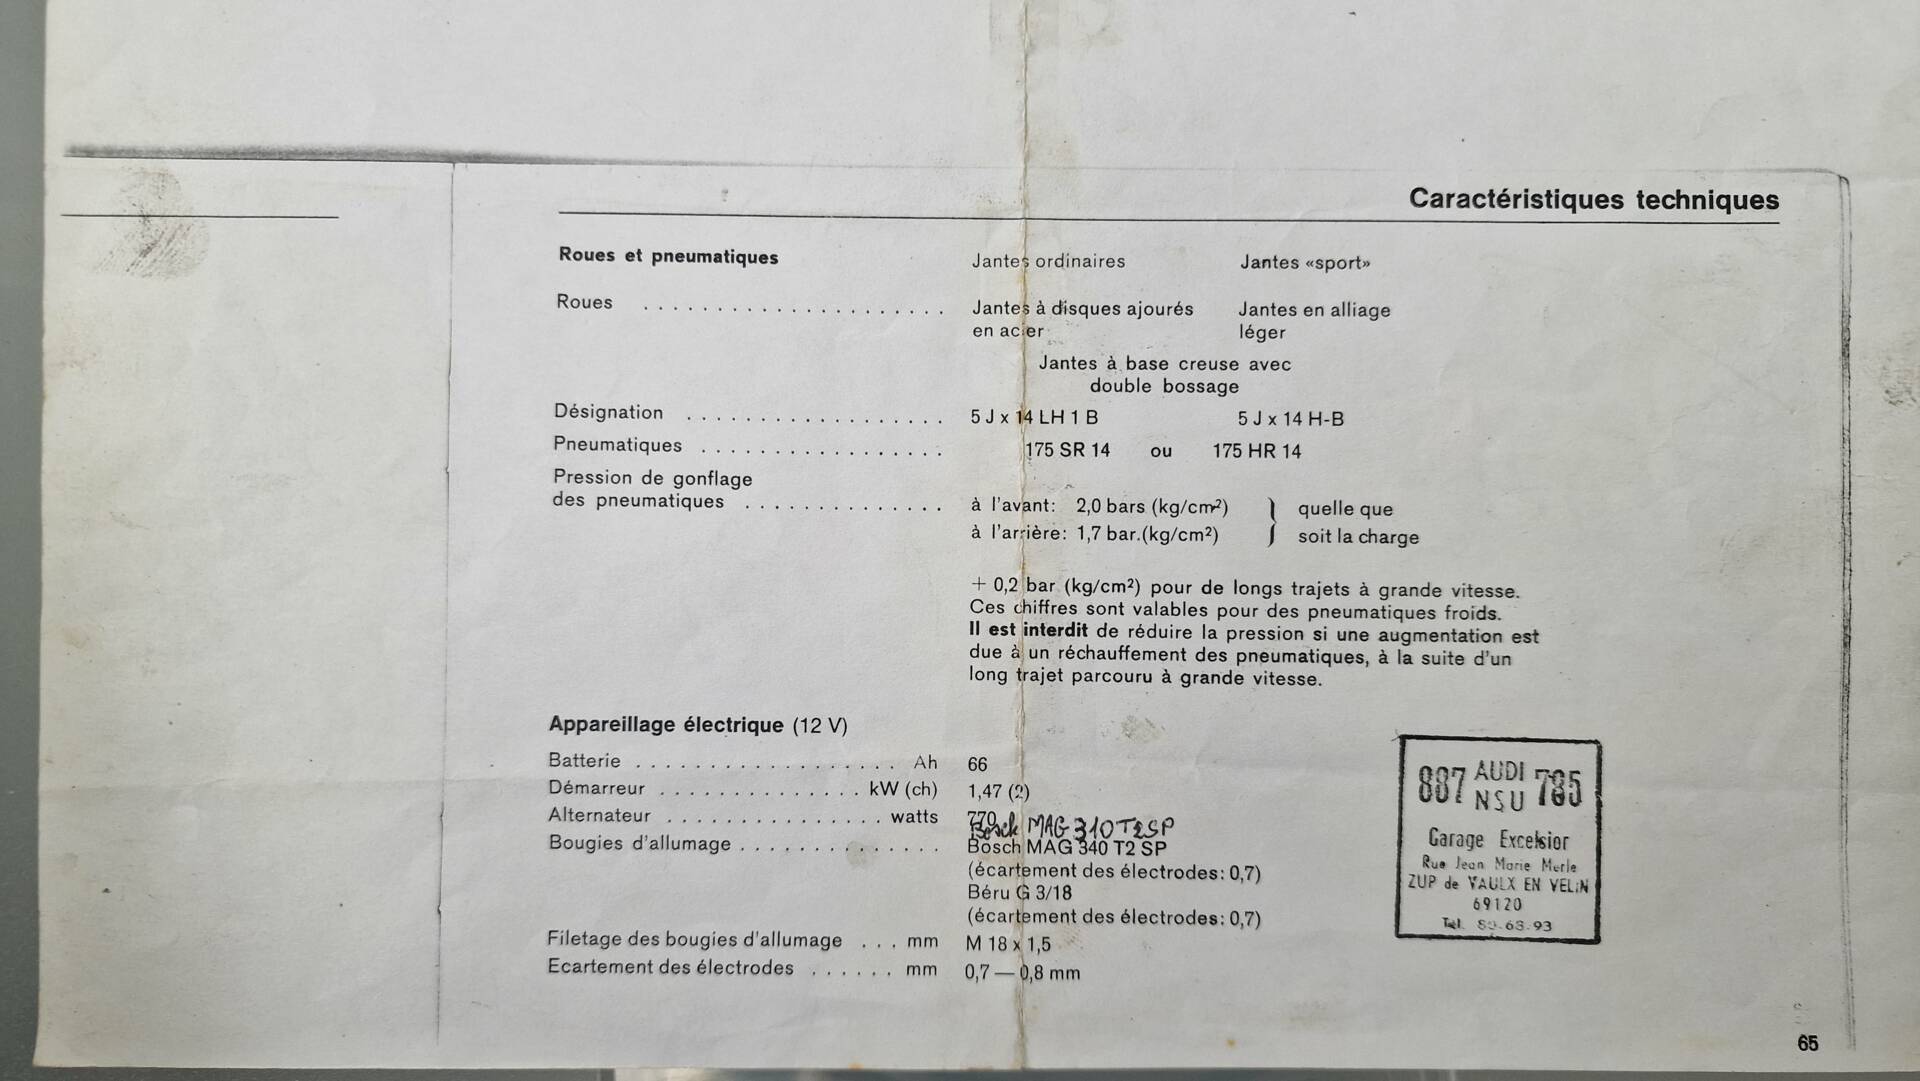 Caractéristiques techniques
Roues et pneumatiques Jantes ordinaires Jantes «sport»
Roues . . . . . . . . . . . . . . . . . . . . . Jantes à disques ajourés Jantes en alliage
en acier léger
Jantes à base creuse avec
double bossage
Désignation . . . . . . . . . . . . . . . . . . 5 J x 14 LH 1 B 5 J x 14 H-B
Pneumatiques . . . . . . . . . . . . . . . . . 175 SR 14 ou 175 HR 14
Pression de gonflage
des pneumatiques . . . . . . . . . . . . . . à l'avant: 2,0 bars (kg/cm²) } quelle que
à l'arrière: 1,7 bar.(kg/cm²) soit la charge
+ 0,2 bar (kg/cm²) pour de longs trajets à grande vitesse.
Ces chiffres sont valables pour des pneumatiques froids.
Il est interdit de réduire la pression si une augmentation est
due à un réchauffement des pneumatiques, à la suite d'un
long trajet parcouru à grande vitesse.
Appareillage électrique (12 V)
Batterie . . . . . . . . . . . . . . . . . . Ah 66
Démarreur . . . . . . . . . . . . . . kW (ch) 1,47 (2)
Alternateur . . . . . . . . . . . . . . . watts 770
Bosch MAG 310 T2SP
Bougies d'allumage . . . . . . . . . . . . . . Bosch MAG 340 T2 SP
(écartement des électrodes: 0,7)
Béru G 3/18
(écartement des électrodes: 0,7)
Filetage des bougies d'allumage . . . mm M 18 x 1,5
Ecartement des électrodes . . . . . . mm 0,7 — 0,8 mm
887 AUDI NSU 785
Garage Excelsior
Rue Jean Marie Merle
ZUP de VAULX EN VELIN
69120
Tél. 68.93
65